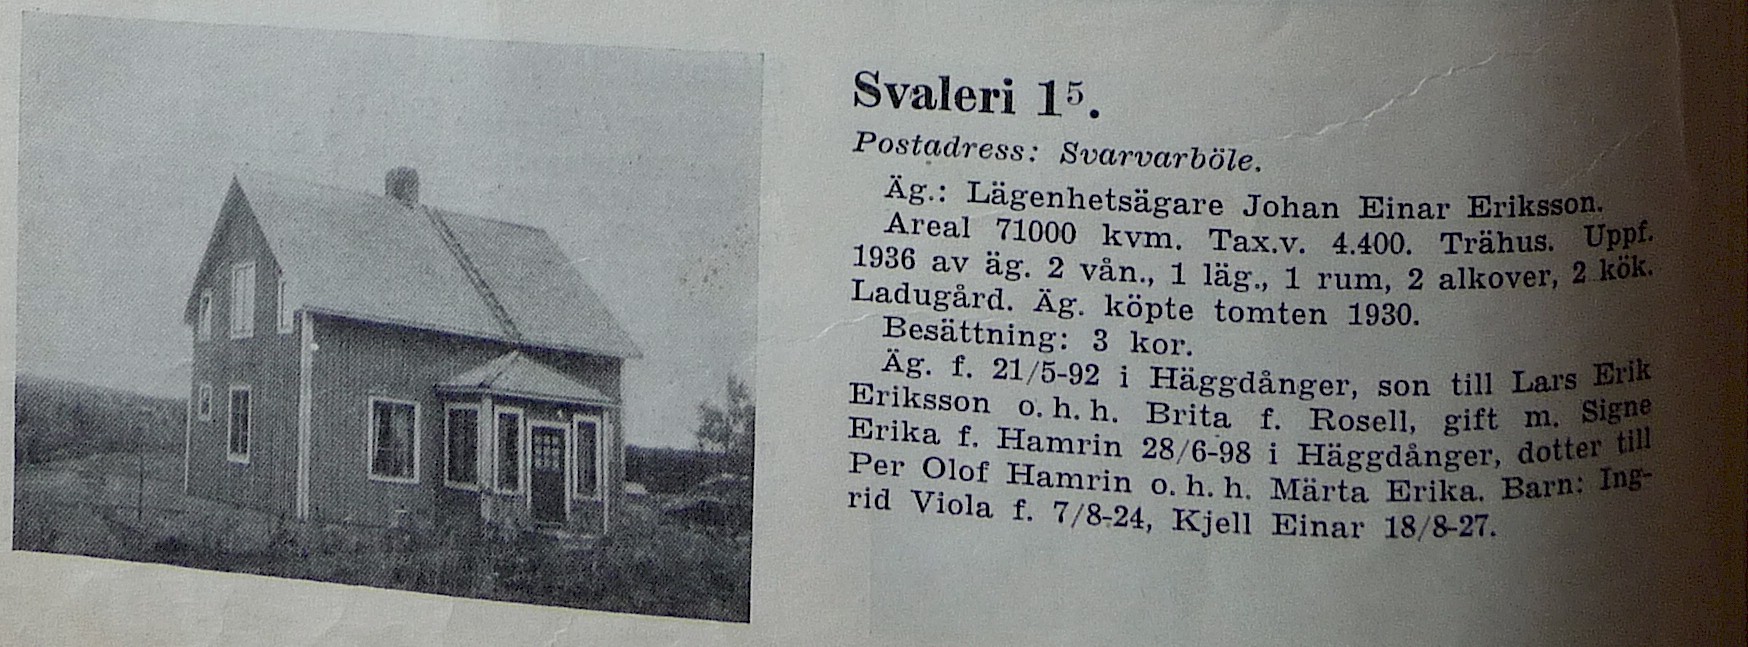 Svaleri 1⁵.
Postadress: Svarvarböle.
Äg.: Lägenhetsägare Johan Einar Eriksson.
Areal 71000 kvm. Tax.v. 4.400. Trähus. Uppf.
1936 av äg. 2 vån., 1 läg., 1 rum, 2 alkover, 2 kök.
Ladugård. Äg. köpte tomten 1930.
Besättning: 3 kor.
Äg. f. 21/5-92 i Häggdånger, son till Lars Erik
Eriksson o. h. h. Brita f. Rosell, gift m. Signe
Erika f. Hamrin 28/6-98 i Häggdånger, dotter till
Per Olof Hamrin o. h. h. Märta Erika. Barn: Ing-
rid Viola f. 7/8-24, Kjell Einar 18/8-27.